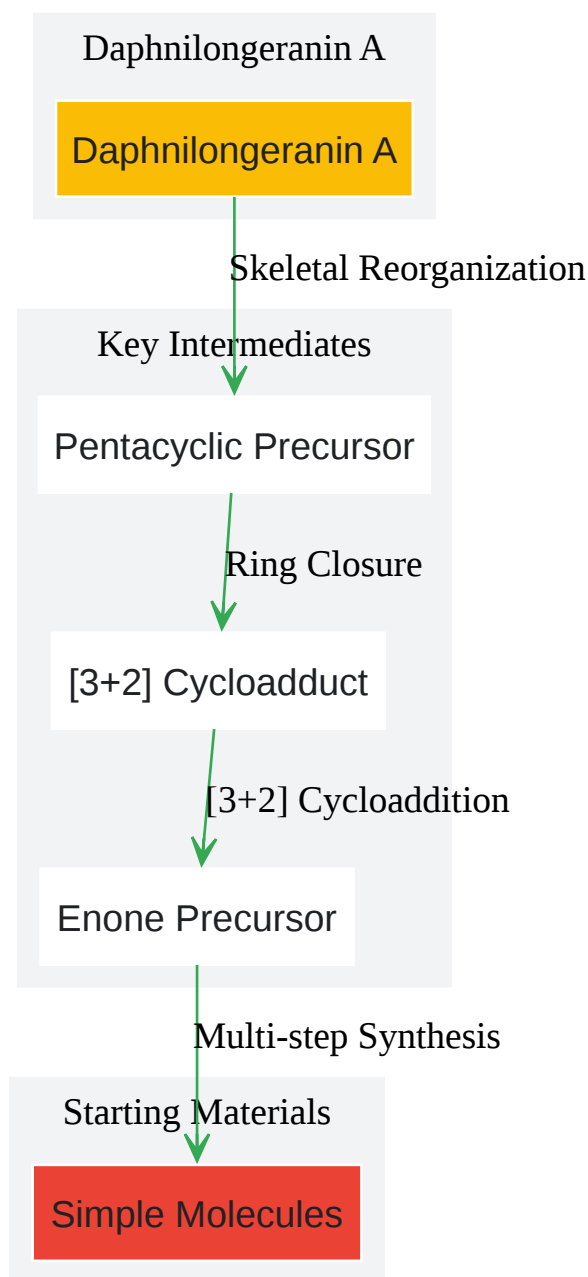 Daphnilongeranin A
Daphnilongeranin A
Skeletal Reorganization
Key Intermediates
Pentacyclic Precursor
Ring Closure
[3+2] Cycloadduct
[3+2] Cycloaddition
Enone Precursor
Multi-step Synthesis
Starting Materials
Simple Molecules